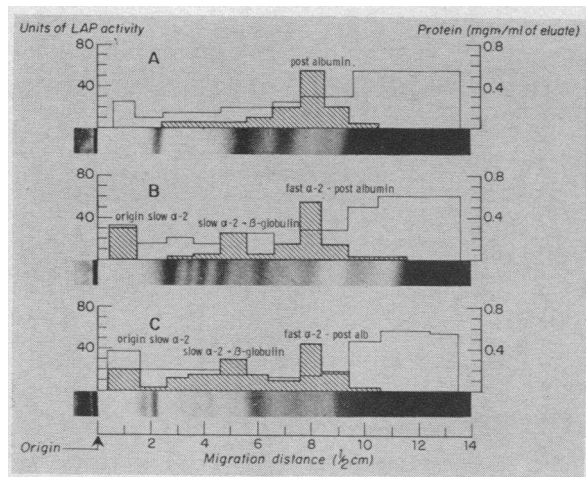 Units of LAP activity
Protein (mgm/ml of eluate)
80
40
A
post albumin
0.8
0.4
80
40
B
origin slow α-2
slow α-2 - β-globulin
fast α-2 - post albumin
0.8
0.4
80
40
C
origin slow α-2
slow α-2 - β-globulin
fast α-2 - post alb
0.8
0.4
2 4 6 8 10 12 14
Origin
Migration distance (1/2 cm)